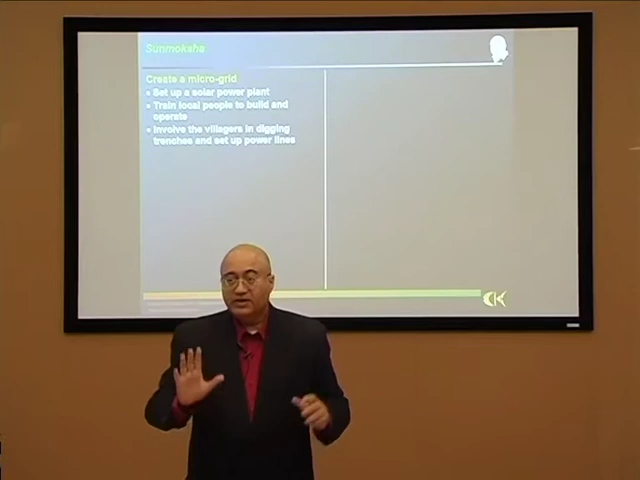 Sunmoksha
Create a micro-grid
• Set up a solar power plant
• Train local people to build and
operate
• Involve the villagers in digging
trenches and set up power lines
CK